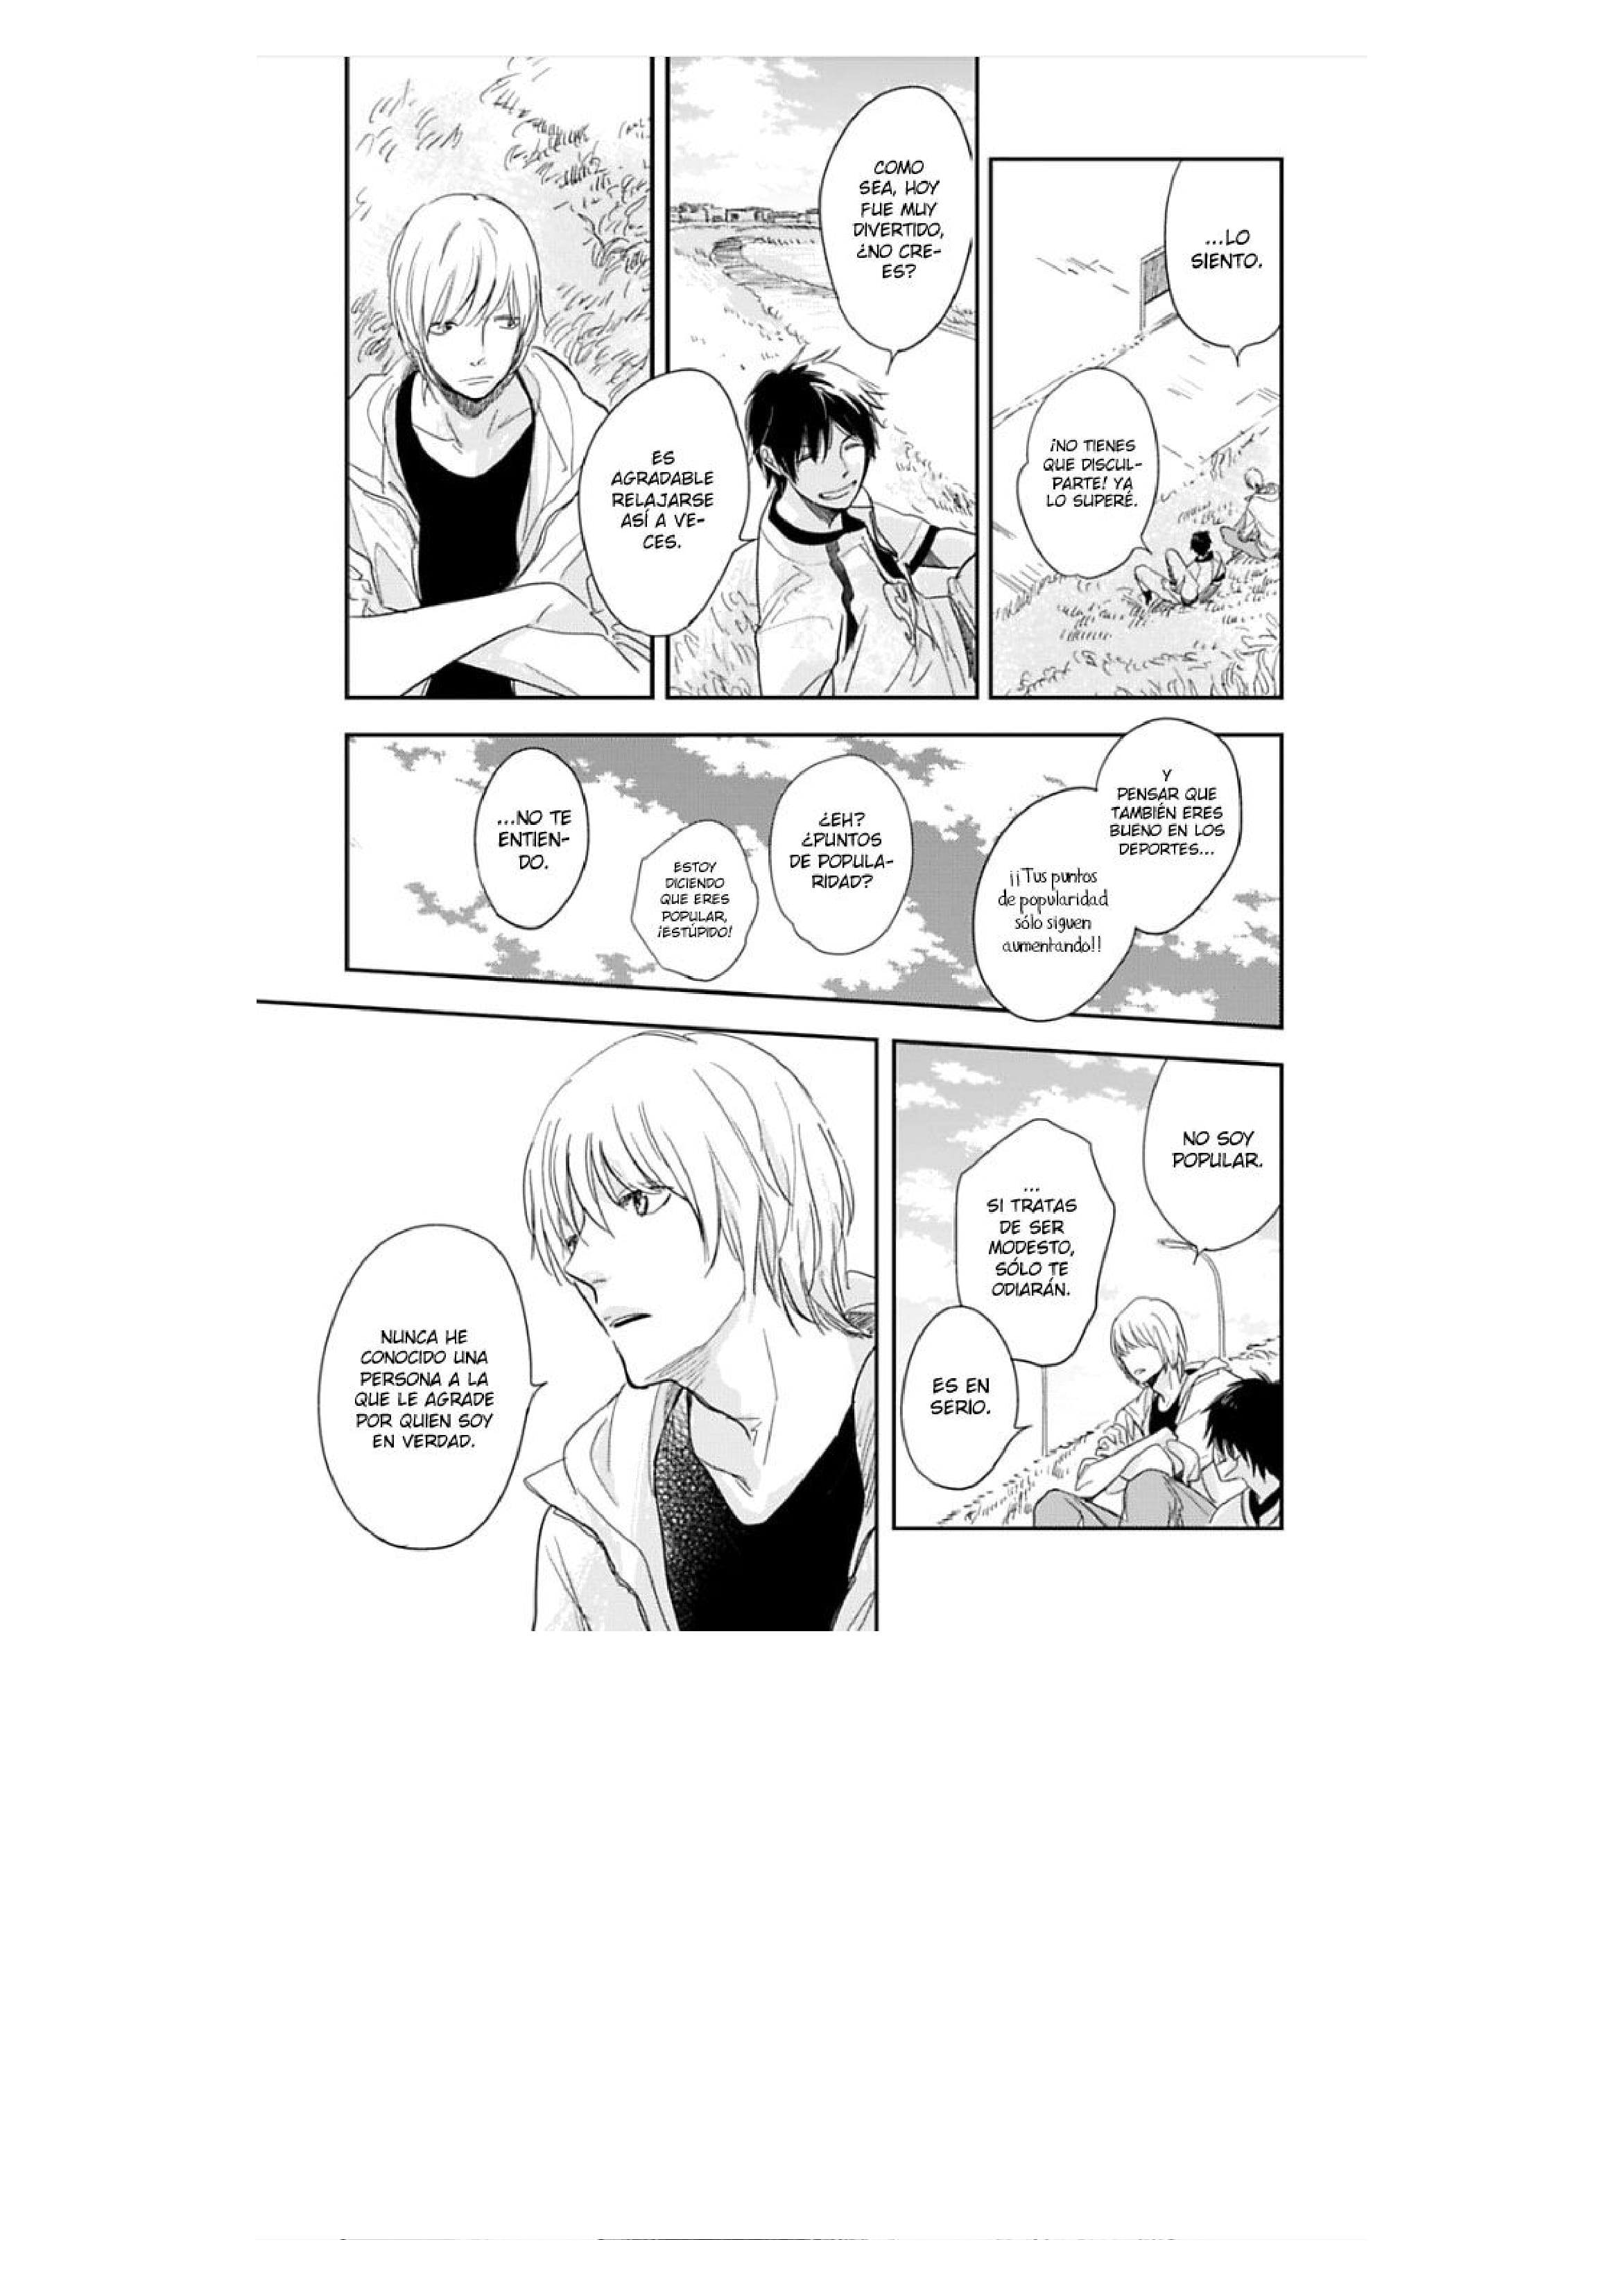 ...LO
SIENTO.
¡NO TIENES
QUE DISCUL-
PARTE! YA
LO SUPERÉ.
COMO
SEA, HOY
FUE MUY
DIVERTIDO,
¿NO CRE-
ES?
ES
AGRADABLE
RELAJARSE
ASÍ A VE-
CES.
Y
PENSAR QUE
TAMBIÉN ERES
BUENO EN LOS
DEPORTES...
¡¡Tus puntos
de popularidad
sólo siguen
aumentando!!
¿EH?
¿PUNTOS
DE POPULA-
RIDAD?
ESTOY
DICIENDO
QUE ERES
POPULAR,
¡ESTÚPIDO!
...NO TE
ENTIEN-
DO.
NO SOY
POPULAR.
...
SI TRATAS
DE SER
MODESTO,
SÓLO TE
ODIARÁN.
ES EN
SERIO.
NUNCA HE
CONOCIDO UNA
PERSONA A LA
QUE LE AGRADE
POR QUIEN SOY
EN VERDAD.